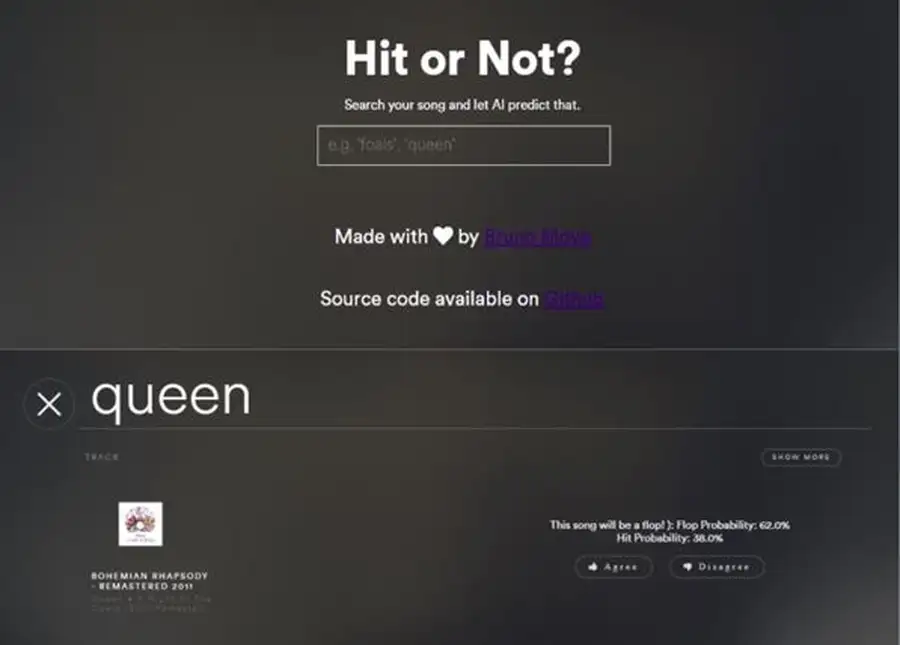 Hit or Not?
Search your song and let AI predict that.
e.g. 'foals', 'queen'
Made with ♥ by Bruno Moya
Source code available on Github
queen
TRACK
SHOW MORE
This song will be a flop! ): Flop Probability: 62.0%
Hit Probability: 38.0%
Agree
Disagree
BOHEMIAN RHAPSODY
- REMASTERED 2011